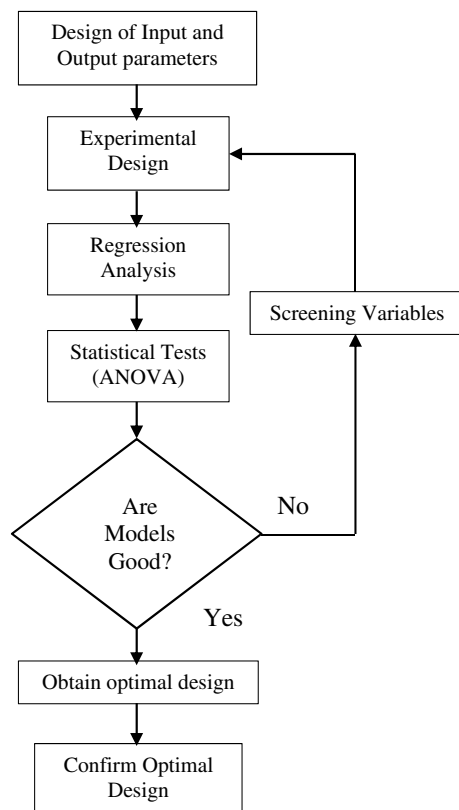 Design of Input and
Output parameters
Experimental
Design
Regression
Analysis
Screening Variables
Statistical Tests
(ANOVA)
Are
Models
Good?
No
Yes
Obtain optimal design
Confirm Optimal
Design